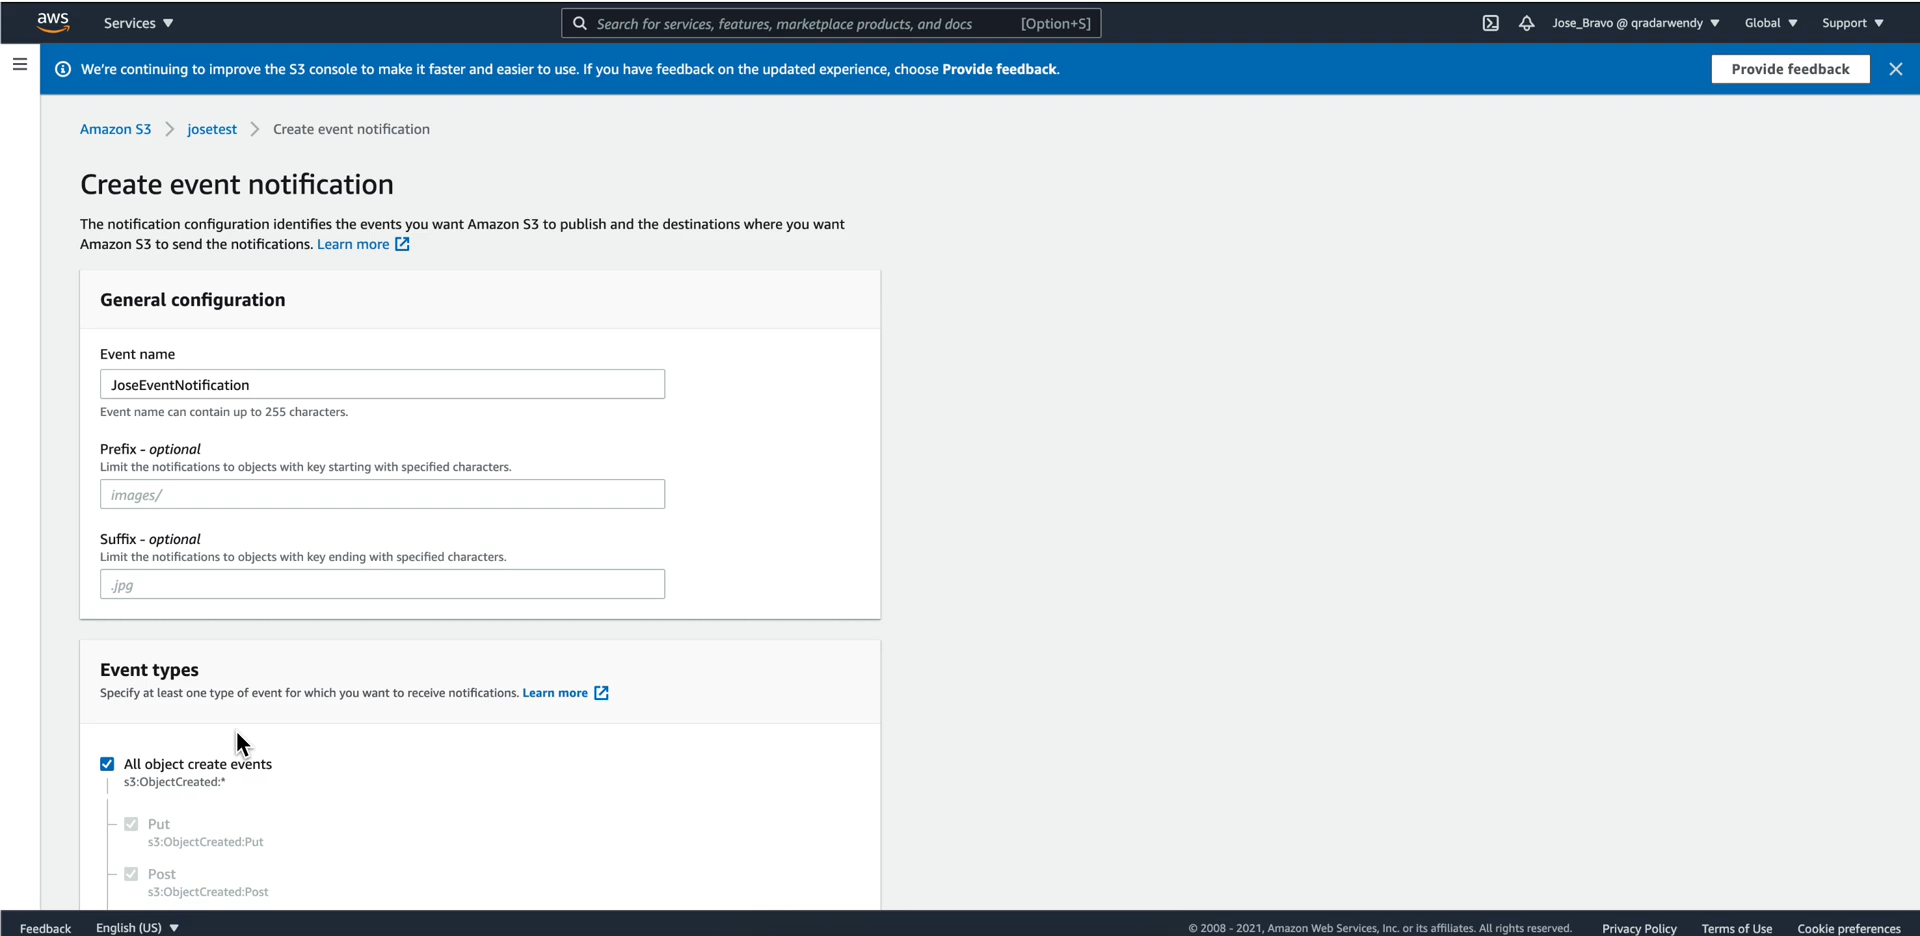 aws
Services
Search for services, features, marketplace products, and docs [Option+S]
Jose_Bravo @ qradarwendy
Global
Support
We're continuing to improve the S3 console to make it faster and easier to use. If you have feedback on the updated experience, choose Provide feedback.
Provide feedback
Amazon S3 > josetest > Create event notification
Create event notification
The notification configuration identifies the events you want Amazon S3 to publish and the destinations where you want
Amazon S3 to send the notifications. Learn more
General configuration
Event name
JoseEventNotification
Event name can contain up to 255 characters.
Prefix - optional
Limit the notifications to objects with key starting with specified characters.
images/
Suffix - optional
Limit the notifications to objects with key ending with specified characters.
.jpg
Event types
Specify at least one type of event for which you want to receive notifications. Learn more
All object create events
s3:ObjectCreated:*
Put
s3:ObjectCreated:Put
Post
s3:ObjectCreated:Post
Feedback
English (US)
© 2008 - 2021, Amazon Web Services, Inc. or its affiliates. All rights reserved.
Privacy Policy
Terms of Use
Cookie preferences